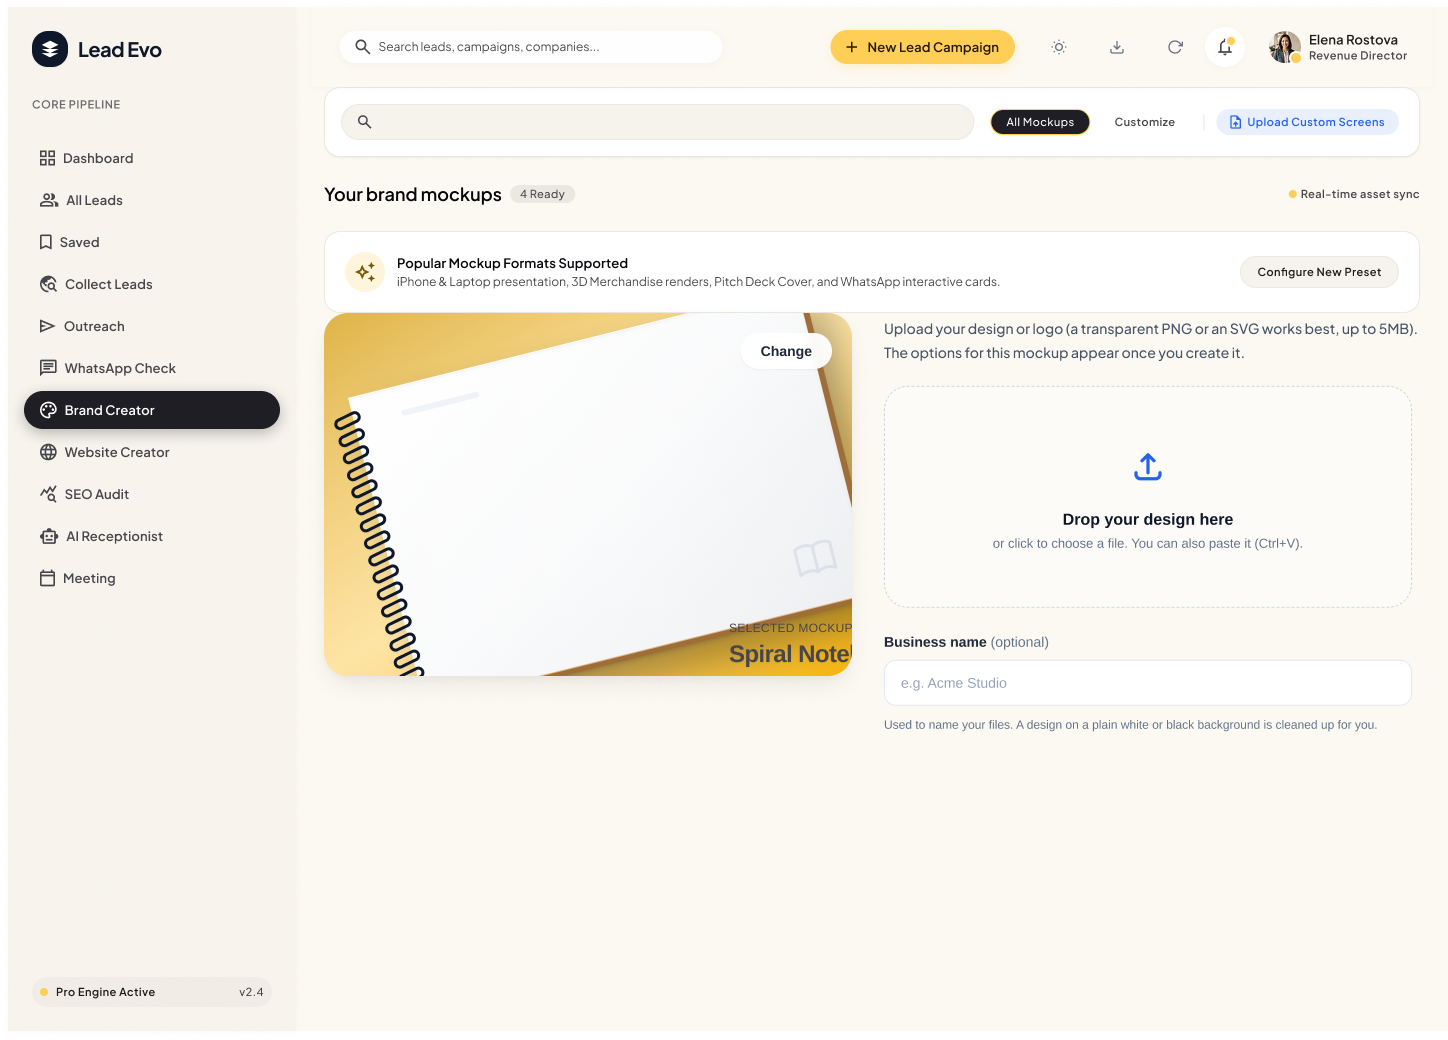 Lead Evo
Search leads, campaigns, companies...
New Lead Campaign
Elena Rostova
Revenue Director
CORE PIPELINE
Dashboard
All Leads
Saved
Collect Leads
Outreach
WhatsApp Check
Brand Creator
Website Creator
SEO Audit
AI Receptionist
Meeting
Pro Engine Active
v2.4
All Mockups
Customize
Upload Custom Screens
Your brand mockups
4 Ready
Real-time asset sync
Popular Mockup Formats Supported
iPhone & Laptop presentation, 3D Merchandise renders, Pitch Deck Cover, and WhatsApp interactive cards.
Configure New Preset
Change
SELECTED MOCKUP
Spiral Note
Upload your design or logo (a transparent PNG or an SVG works best, up to 5MB).
The options for this mockup appear once you create it.
Drop your design here
or click to choose a file. You can also paste it (Ctrl+V).
Business name (optional)
e.g. Acme Studio
Used to name your files. A design on a plain white or black background is cleaned up for you.